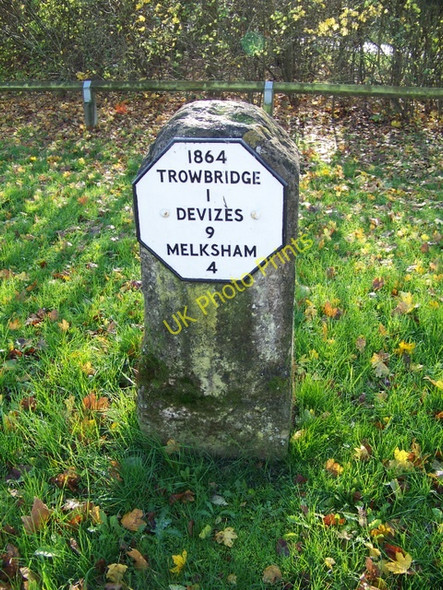 1864
TROWBRIDGE
1
DEVIZES
9
MELKSHAM
4
UK Photo Prints